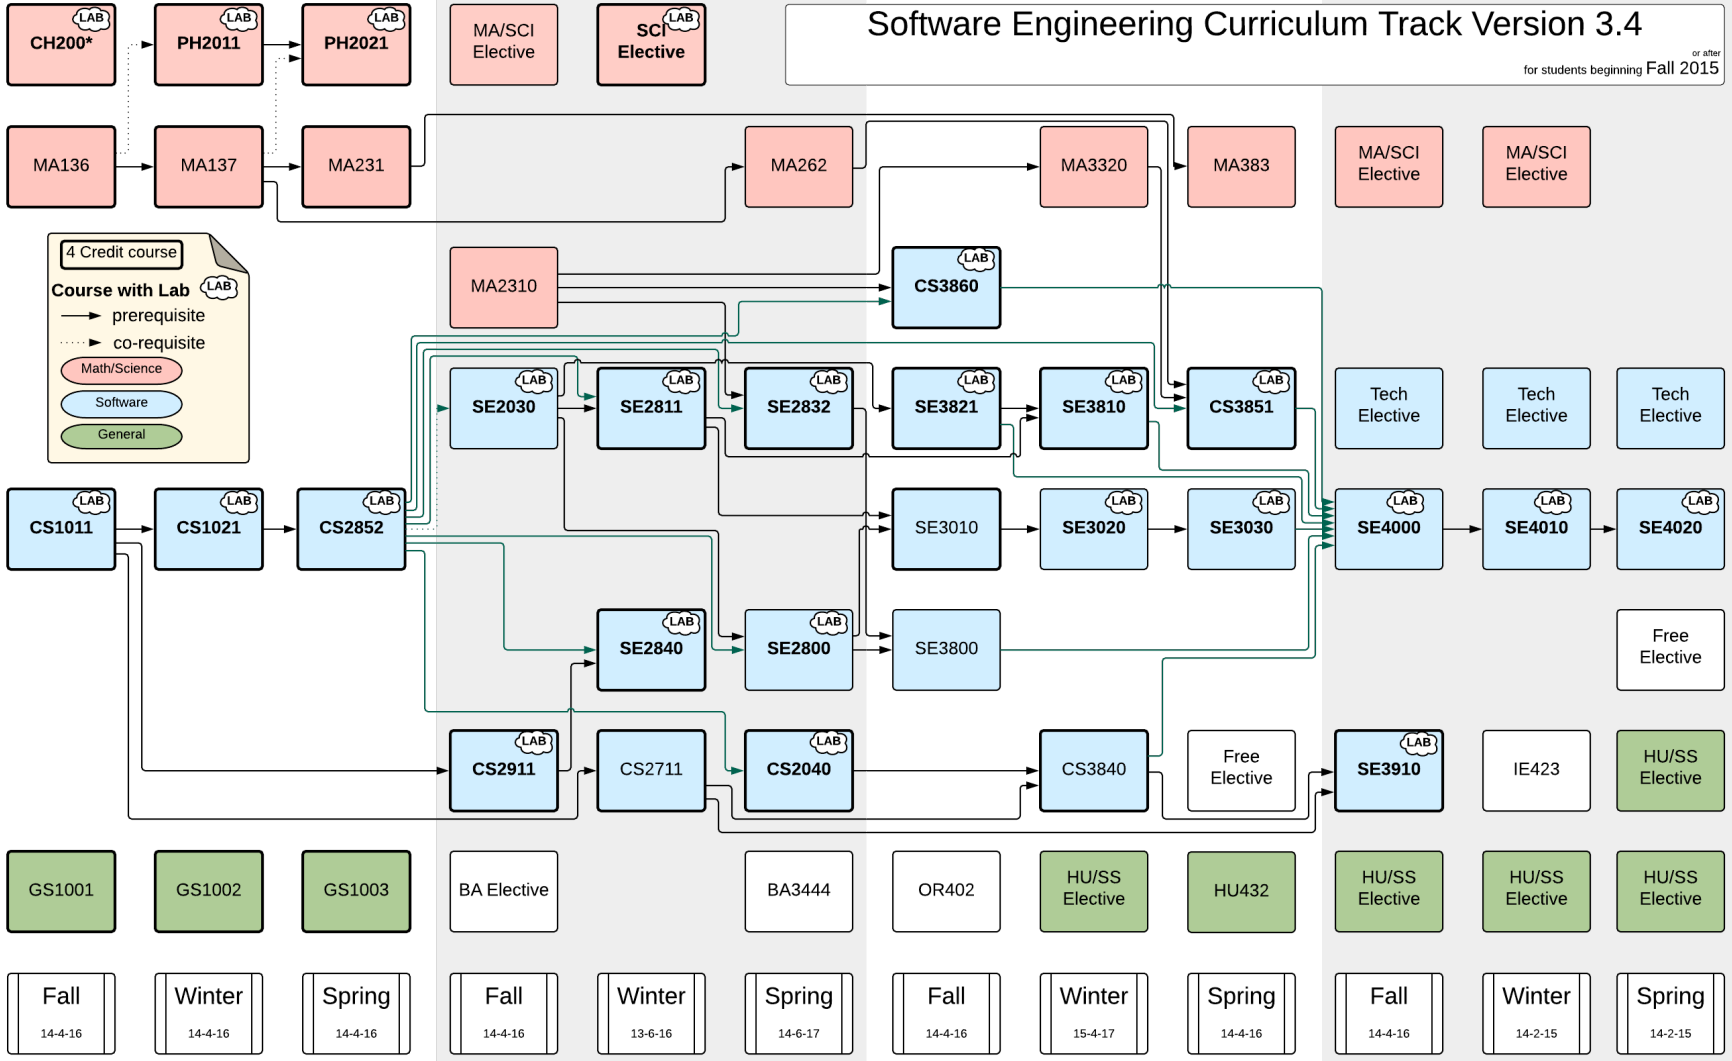 Software Engineering Curriculum Track Version 3.4
or after
for students beginning Fall 2015
LAB
CH200*
LAB
PH2011
LAB
PH2021
MA/SCI
Elective
LAB
SCI
Elective
MA136
MA137
MA231
MA262
MA3320
MA383
MA/SCI
Elective
MA/SCI
Elective
4 Credit course
Course with Lab
LAB
prerequisite
co-requisite
Math/Science
Software
General
MA2310
LAB
CS3860
LAB
SE2030
LAB
SE2811
LAB
SE2832
LAB
SE3821
LAB
SE3810
LAB
CS3851
Tech
Elective
Tech
Elective
Tech
Elective
LAB
CS1011
LAB
CS1021
LAB
CS2852
SE3010
LAB
SE3020
LAB
SE3030
LAB
SE4000
LAB
SE4010
LAB
SE4020
LAB
SE2840
LAB
SE2800
SE3800
Free
Elective
LAB
CS2911
CS2711
LAB
CS2040
CS3840
Free
Elective
LAB
SE3910
IE423
HU/SS
Elective
GS1001
GS1002
GS1003
BA Elective
BA3444
OR402
HU/SS
Elective
HU432
HU/SS
Elective
HU/SS
Elective
HU/SS
Elective
Fall
14-4-16
Winter
14-4-16
Spring
14-4-16
Fall
14-4-16
Winter
13-6-16
Spring
14-6-17
Fall
14-4-16
Winter
15-4-17
Spring
14-4-16
Fall
14-4-16
Winter
14-2-15
Spring
14-2-15